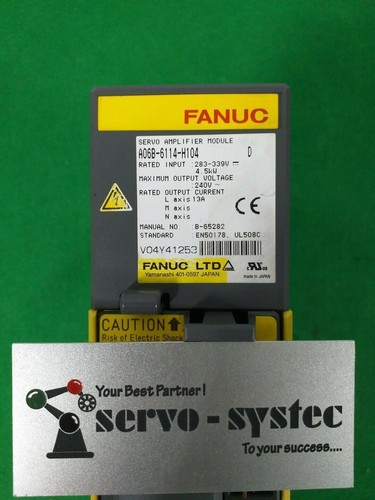 FANUC
SERVO AMPLIFIER MODULE
A06B-6114-H104 D
RATED INPUT :283-339V ⎓
4.5kW
MAXIMUM OUTPUT VOLTAGE
:240V ~
RATED OUTPUT CURRENT
L axis 13A
M axis
N axis
CE
MANUAL NO. :B-65282
STANDARD :EN50178, UL508C
V04Y41253
FANUC LTD
Yamanashi 401-0597 JAPAN
c UL us
made in JAPAN
CAUTION
Risk of Electric Shock
Your Best Partner !
servo - systec
To your success....